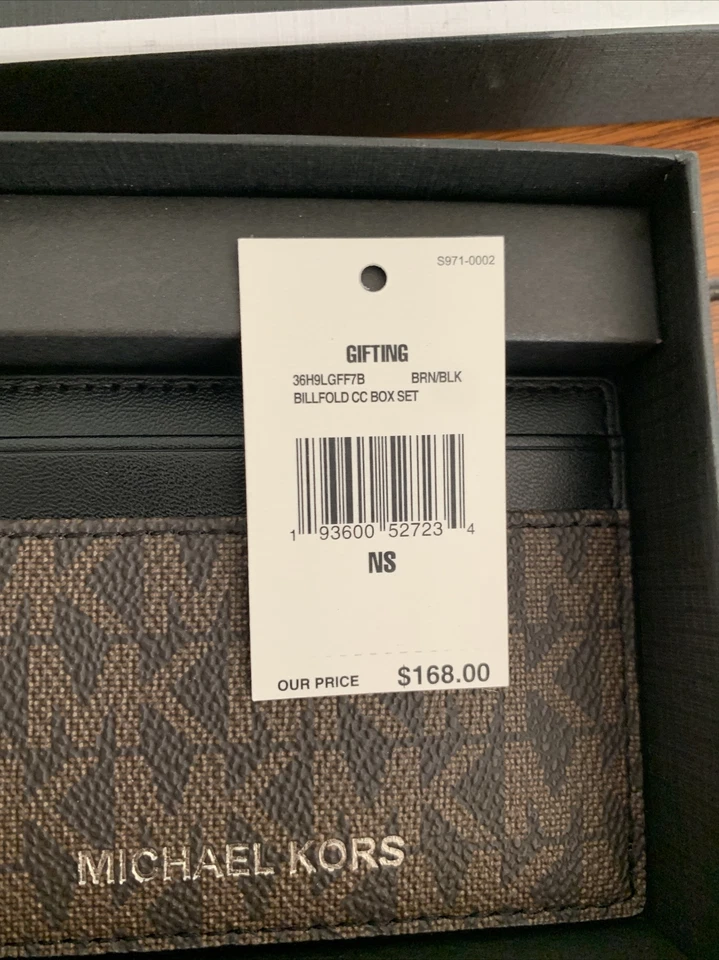 S971-0002
GIFTING
36H9LGFF7B BRN/BLK
BILLFOLD CC BOX SET
1 93600 52723 4
NS
OUR PRICE $168.00
MICHAEL KORS